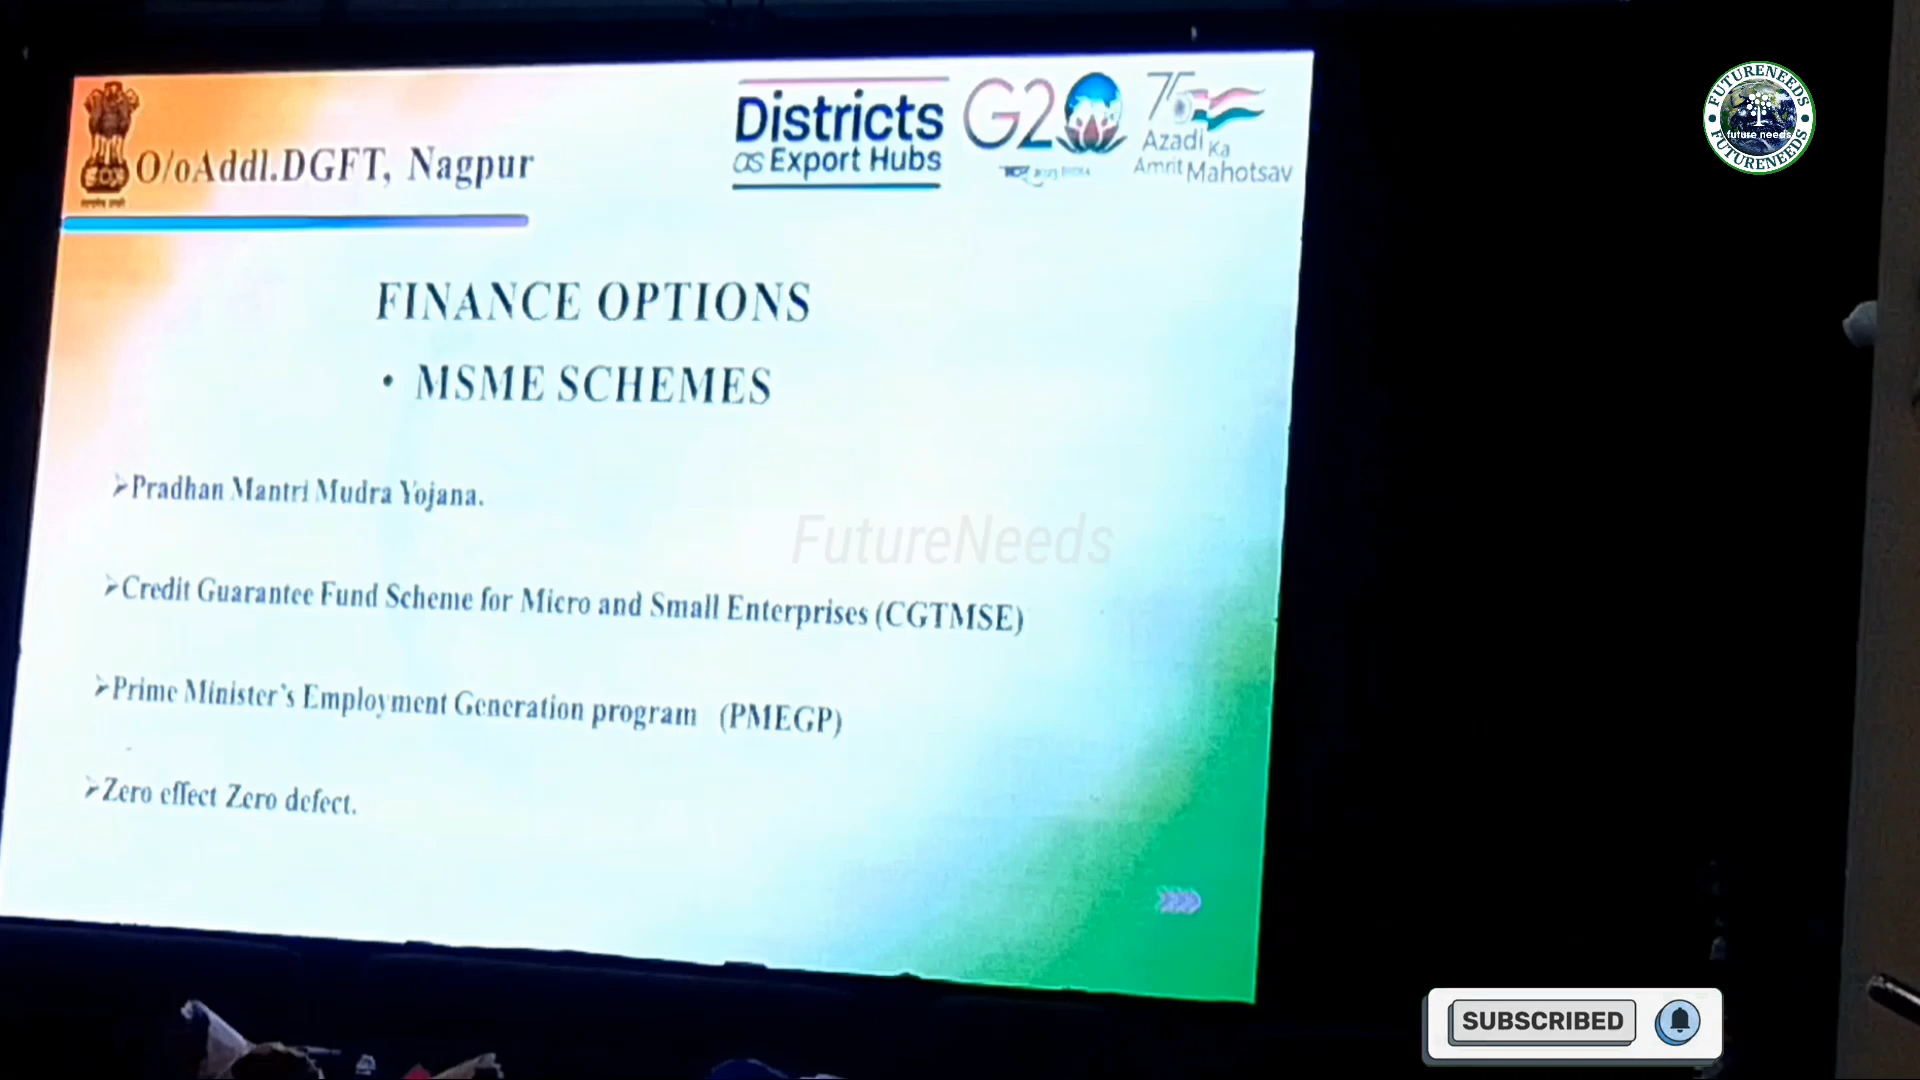 O/oAddl.DGFT, Nagpur
Districts
as Export Hubs
G20
75
Azadi Ka
Amrit Mahotsav
FUTURENEEDS
future needs
FUTURENEEDS
FINANCE OPTIONS
• MSME SCHEMES
➢Pradhan Mantri Mudra Yojana.
FutureNeeds
➢Credit Guarantee Fund Scheme for Micro and Small Enterprises (CGTMSE)
➢Prime Minister's Employment Generation program (PMEGP)
➢Zero effect Zero defect.
SUBSCRIBED